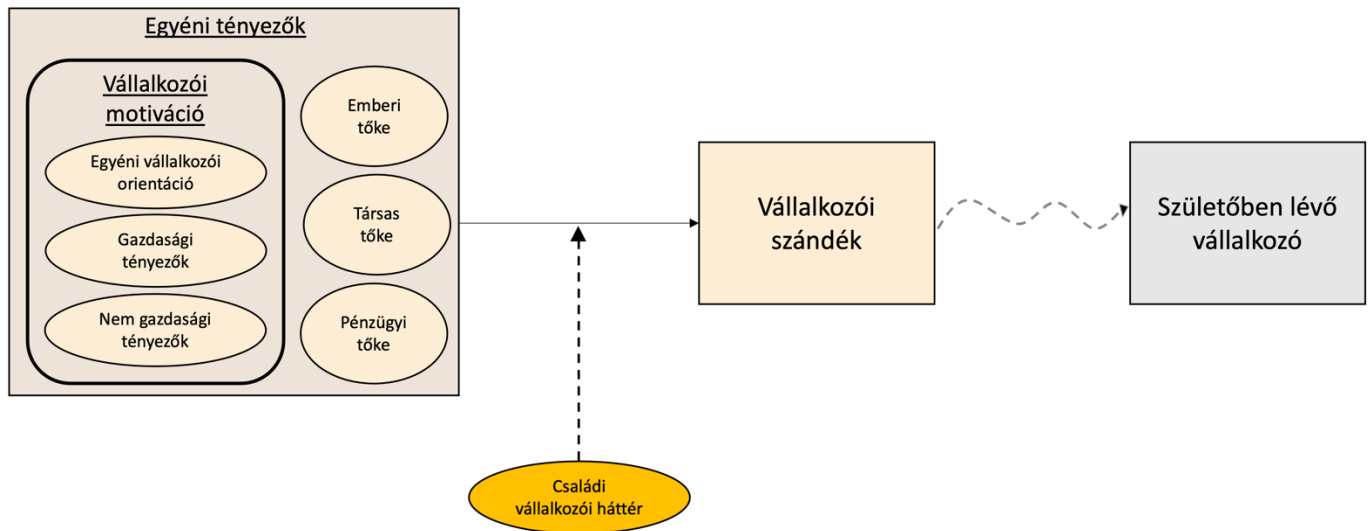 Egyéni tényezők
Vállalkozói
motiváció
Egyéni vállalkozói
orientáció
Gazdasági
tényezők
Nem gazdasági
tényezők
Emberi
tőke
Társas
tőke
Pénzügyi
tőke
Vállalkozói
szándék
Születőben lévő
vállalkozó
Családi
vállalkozói háttér